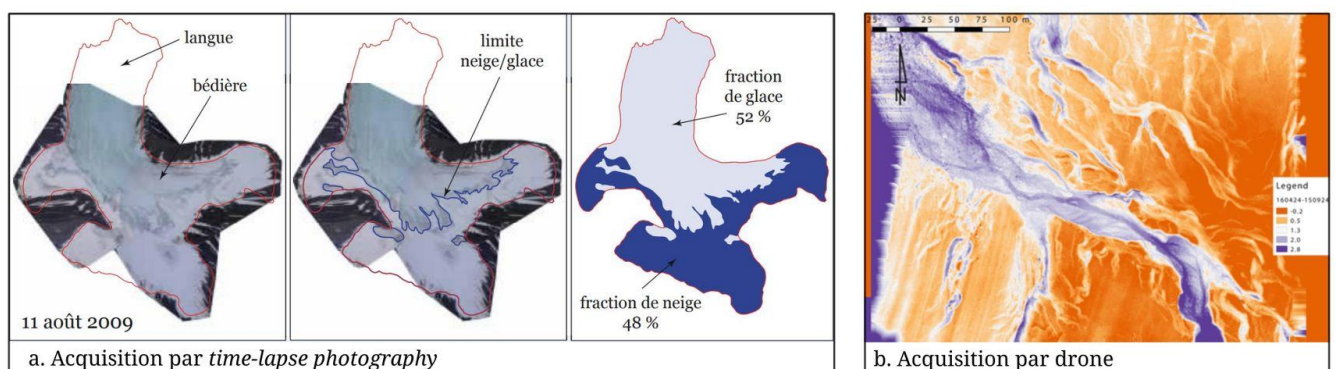 langue
bédière
11 août 2009
limite
neige/glace
fraction
de glace
52 %
fraction de neige
48 %
a. Acquisition par time-lapse photography
25 0 25 50 75 100 m
N
Legend
160424-150924
-0.2
0.5
1.3
2.0
2.8
b. Acquisition par drone